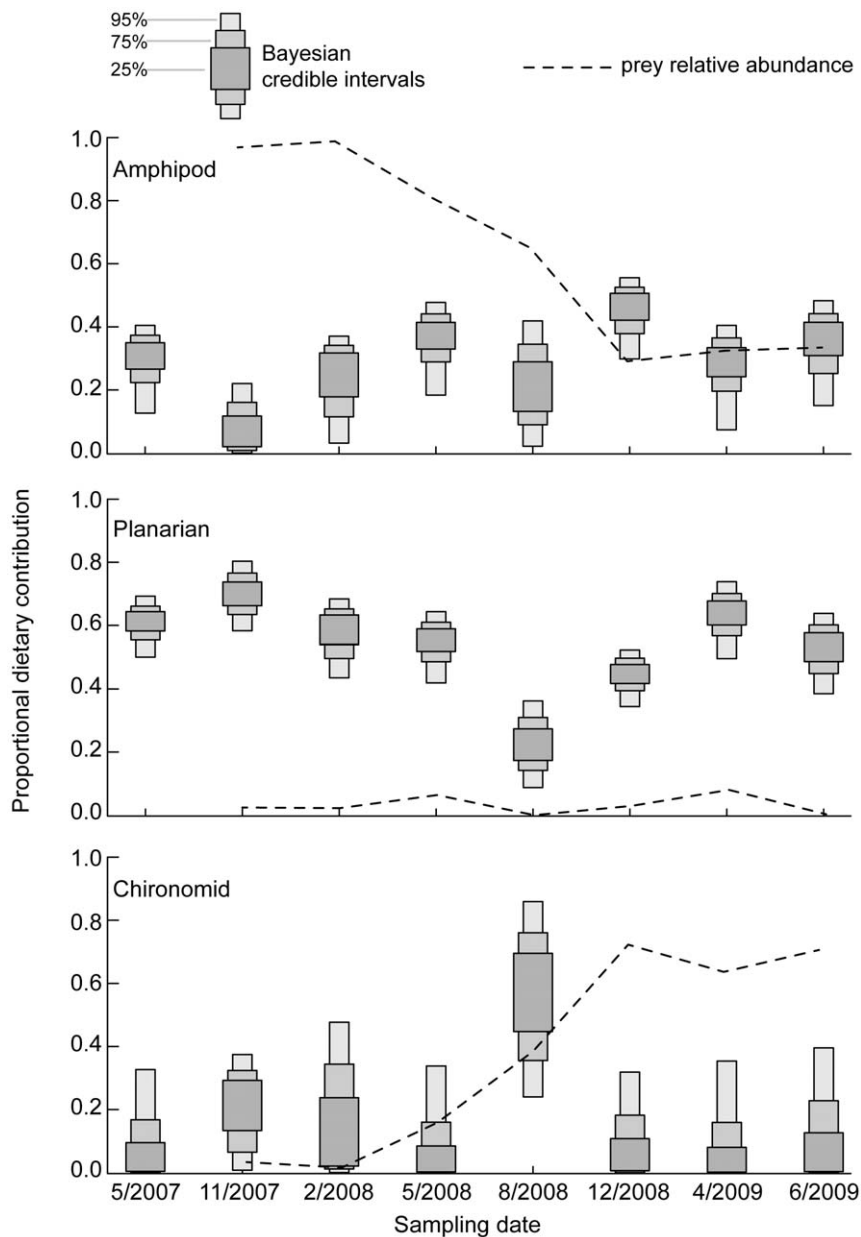 95%
75%
25%
Bayesian
credible intervals
prey relative abundance
Proportional dietary contribution
1.0
Amphipod
0.8
0.6
0.4
0.2
0.0
1.0
Planarian
0.8
0.6
0.4
0.2
0.0
1.0
Chironomid
0.8
0.6
0.4
0.2
0.0
5/2007 11/2007 2/2008 5/2008 8/2008 12/2008 4/2009 6/2009
Sampling date